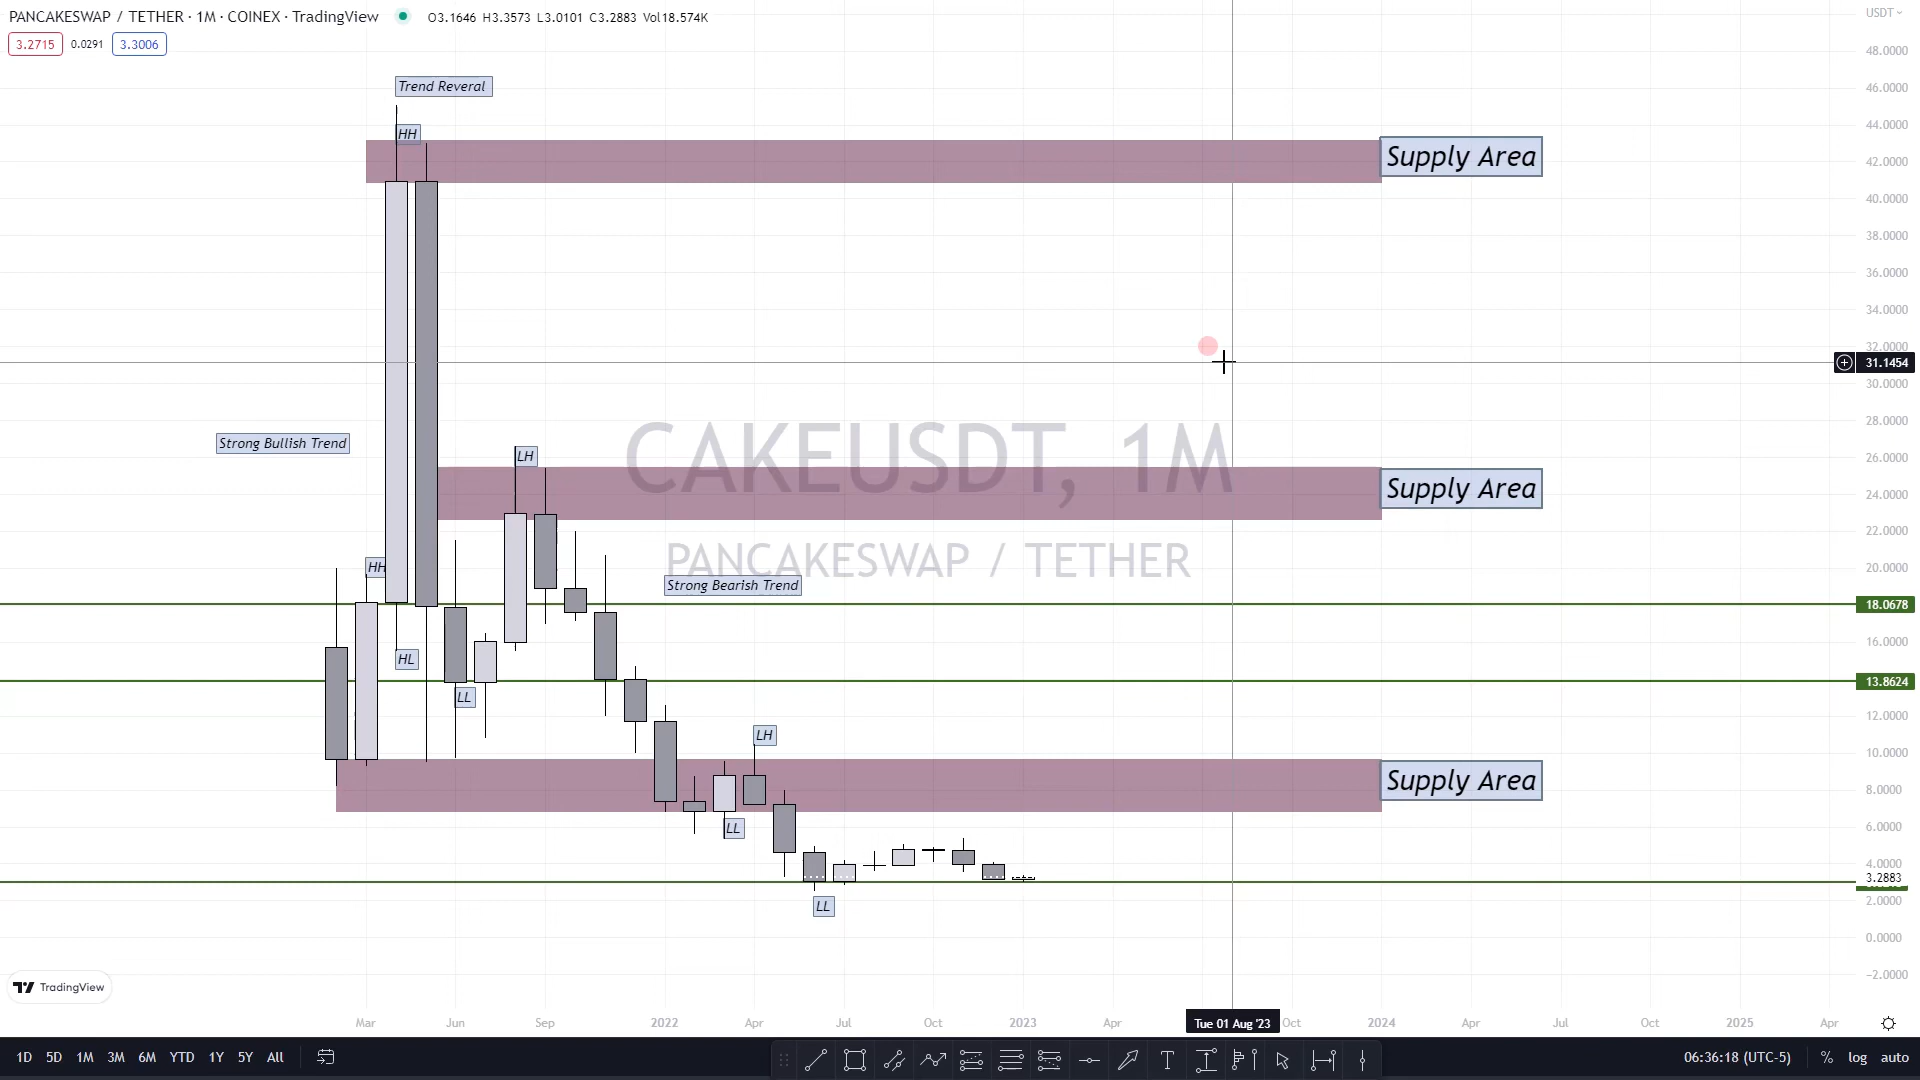 PANCAKESWAP / TETHER · 1M · COINEX · TradingView O3.1646 H3.3573 L3.0101 C3.2883 Vol18.574K
USDT
3.2715 0.0291 3.3006
48.0000
Trend Reveral
46.0000
HH
44.0000
Supply Area
42.0000
40.0000
38.0000
36.0000
34.0000
32.0000
31.1454
30.0000
28.0000
Strong Bullish Trend
LH
26.0000
CAKEUSDT, 1M
Supply Area
24.0000
22.0000
PANCAKESWAP / TETHER
HH
20.0000
Strong Bearish Trend
18.0678
16.0000
HL
13.8624
LL
12.0000
LH
10.0000
Supply Area
8.0000
LL
6.0000
4.0000
3.2883
2.0000
LL
0.0000
−2.0000
TradingView
Mar Jun Sep 2022 Apr Jul Oct 2023 Apr Tue 01 Aug '23 Oct 2024 Apr Jul Oct 2025 Apr
1D 5D 1M 3M 6M YTD 1Y 5Y All 06:36:18 (UTC-5) % log auto